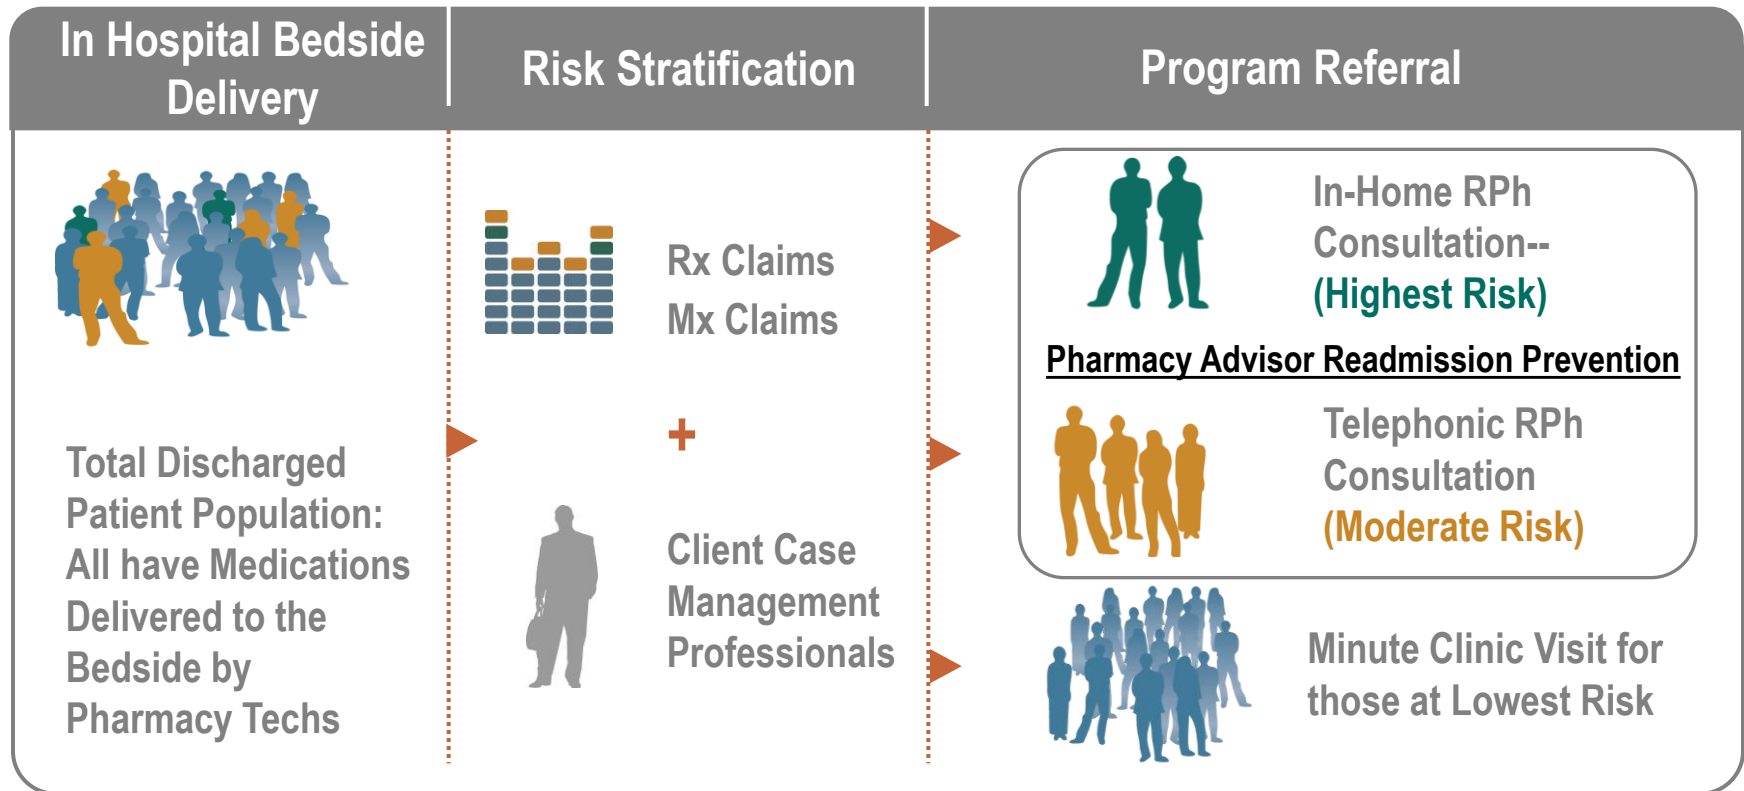 In Hospital Bedside
Delivery
Risk Stratification
Program Referral
Total Discharged
Patient Population:
All have Medications
Delivered to the
Bedside by
Pharmacy Techs
Rx Claims
Mx Claims
+
Client Case
Management
Professionals
In-Home RPh
Consultation--
(Highest Risk)
Pharmacy Advisor Readmission Prevention
Telephonic RPh
Consultation
(Moderate Risk)
Minute Clinic Visit for
those at Lowest Risk